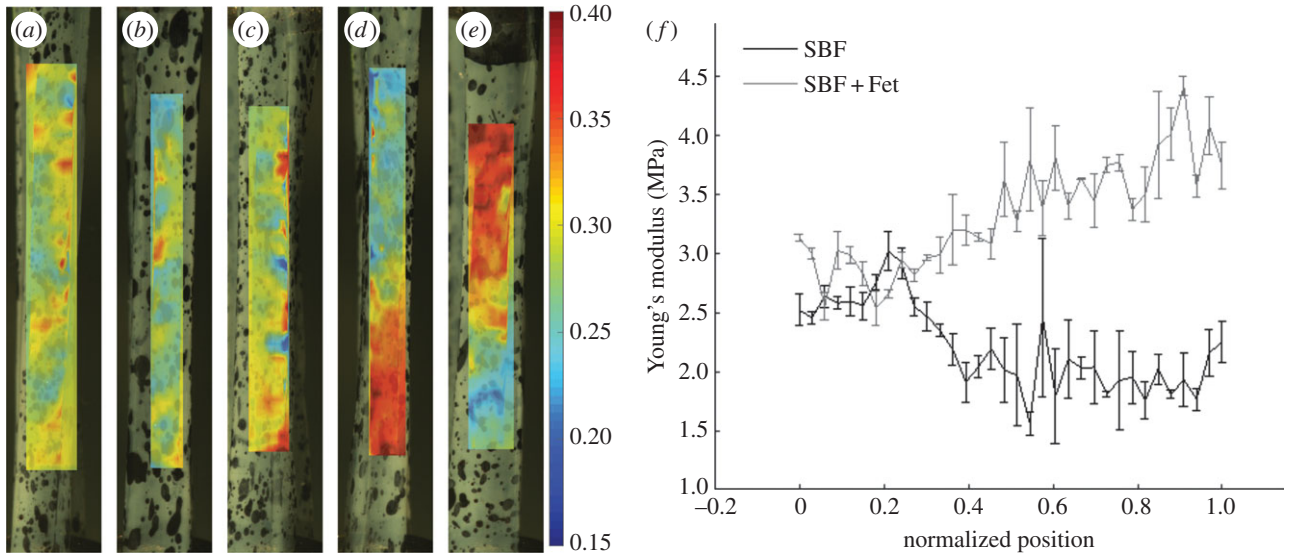 (a)
(b)
(c)
(d)
(e)
0.40
0.35
0.30
0.25
0.20
0.15
(f)
SBF
SBF + Fet
Young's modulus (MPa)
4.5
4.0
3.5
3.0
2.5
2.0
1.5
1.0
–0.2 0 0.2 0.4 0.6 0.8 1.0
normalized position